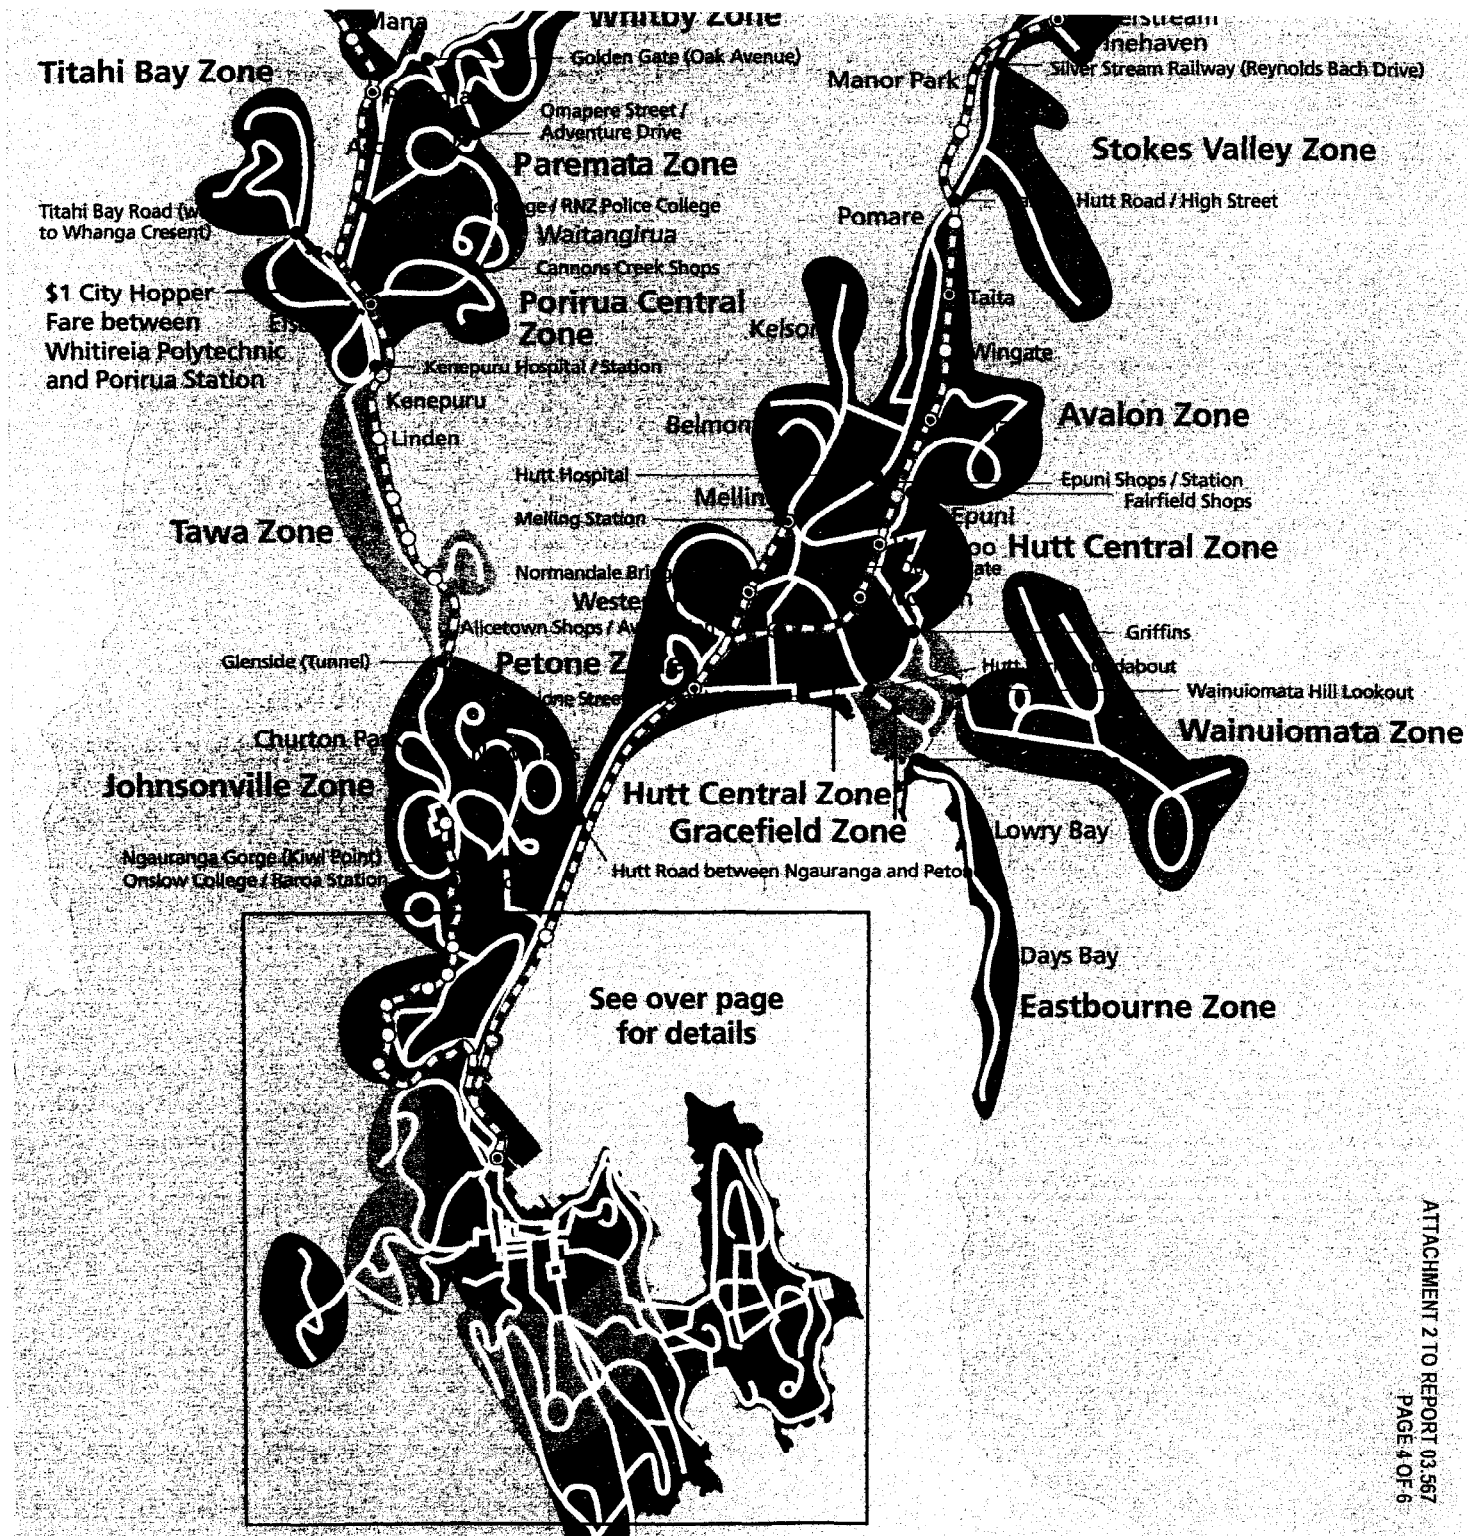 Mana
Whitby Zone
Golden Gate (Oak Avenue)
Titahi Bay Zone
Omapere Street /
Adventure Drive
Paremata Zone
/ RNZ Police College
Waitangirua
Titahi Bay Road
to Whanga Cresent)
Cannons Creek Shops
$1 City Hopper
Fare between
Whitireia Polytechnic
and Porirua Station
Porirua Central
Zone
Kenepuru Hospital / Station
Kenepuru
Linden
Tawa Zone
Glenside (Tunnel)
Churton
Johnsonville Zone
Ngauranga Gorge (Kiwi Point)
Onslow College / Raroa Station
Manor Park
Silver Stream Railway (Reynolds Bach Drive)
Stokes Valley Zone
Pomare
Hutt Road / High Street
Taita
Wingate
Avalon Zone
Hutt Hospital
Melling Station
Epuni Shops / Station
Fairfield Shops
Epuni
Hutt Central Zone
Normandale
Alicetown Shops /
Petone
Griffins
Hutt
Wainuiomata Hill Lookout
Wainuiomata Zone
Hutt Central Zone
Gracefield Zone
Lowry Bay
Hutt Road between Ngauranga and
Days Bay
Eastbourne Zone
See over page
for details
ATTACHMENT 2 TO REPORT 03.567
PAGE 4 OF 6